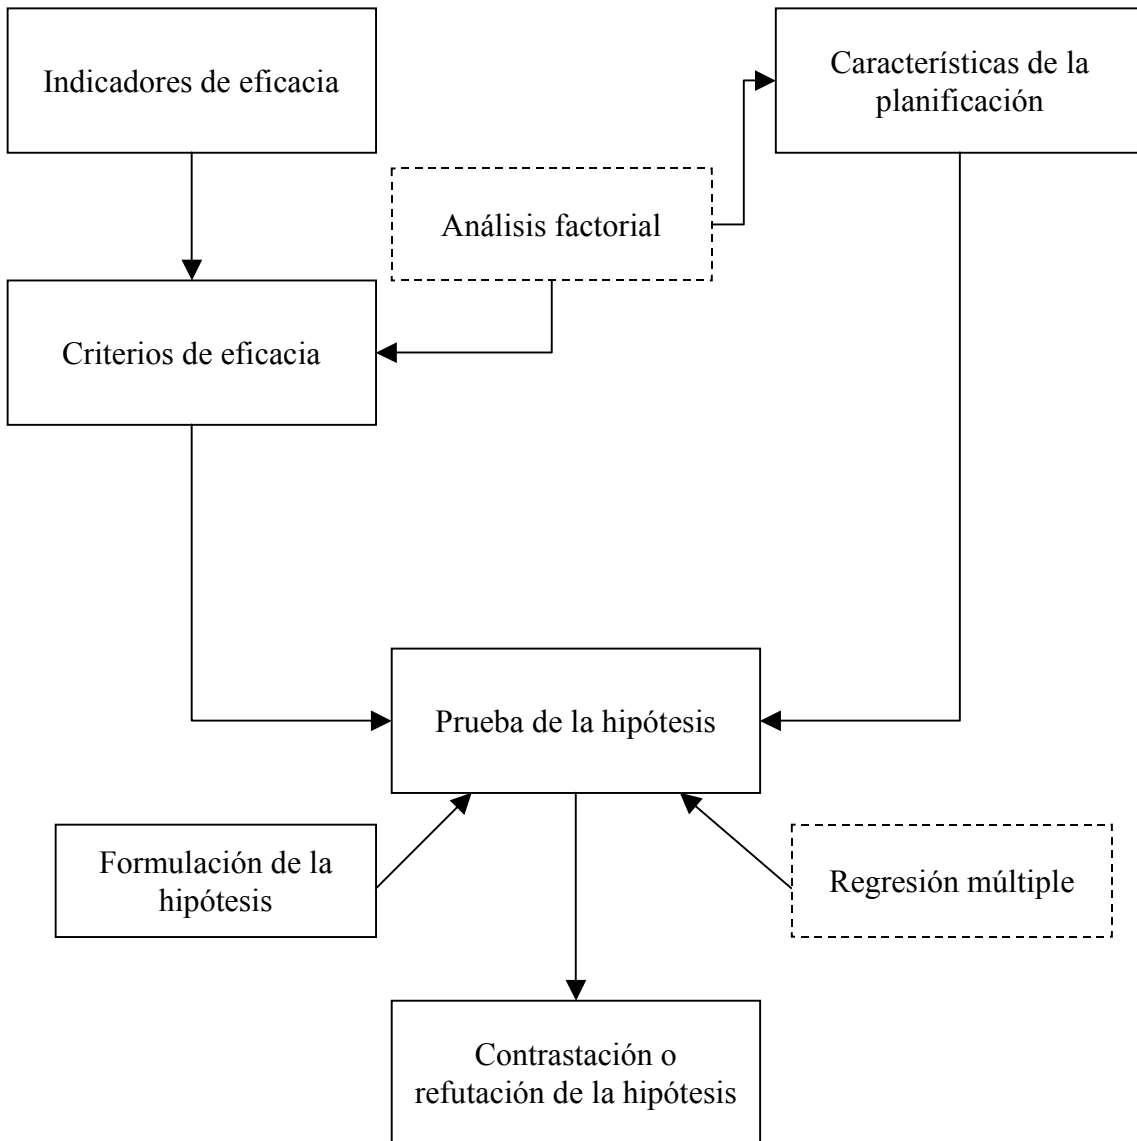 Indicadores de eficacia
Características de la
planificación
Análisis factorial
Criterios de eficacia
Prueba de la hipótesis
Formulación de la
hipótesis
Regresión múltiple
Contrastación o
refutación de la hipótesis